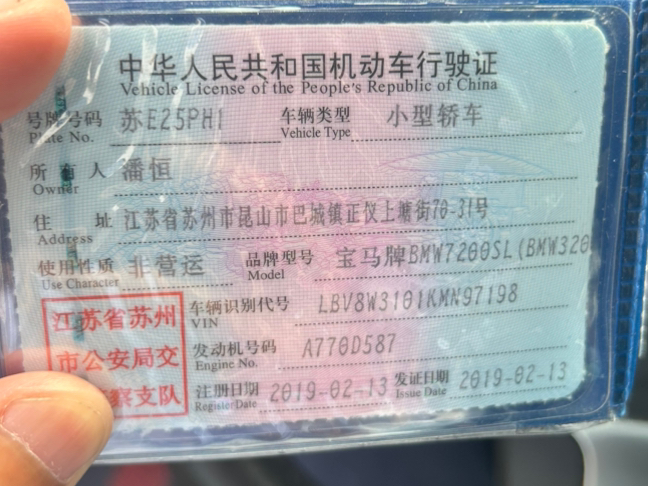 中华人民共和国机动车行驶证
Vehicle License of the People's Republic of China
号牌号码 苏E25PH1 车辆类型 小型轿车
Plate No. Vehicle Type
所有人 潘恒
Owner
住址 江苏省苏州市昆山市巴城镇正仪上塘街70-31号
Address
使用性质 非营运 品牌型号 宝马牌BMW7200SL(BMW320
Use Character Model
江苏省苏州
市公安局交
察支队
车辆识别代号 LBV8W3101KMN97198
VIN
发动机号码 A770D587
Engine No.
注册日期 2019-02-13 发证日期 2019-02-13
Register Date Issue Date